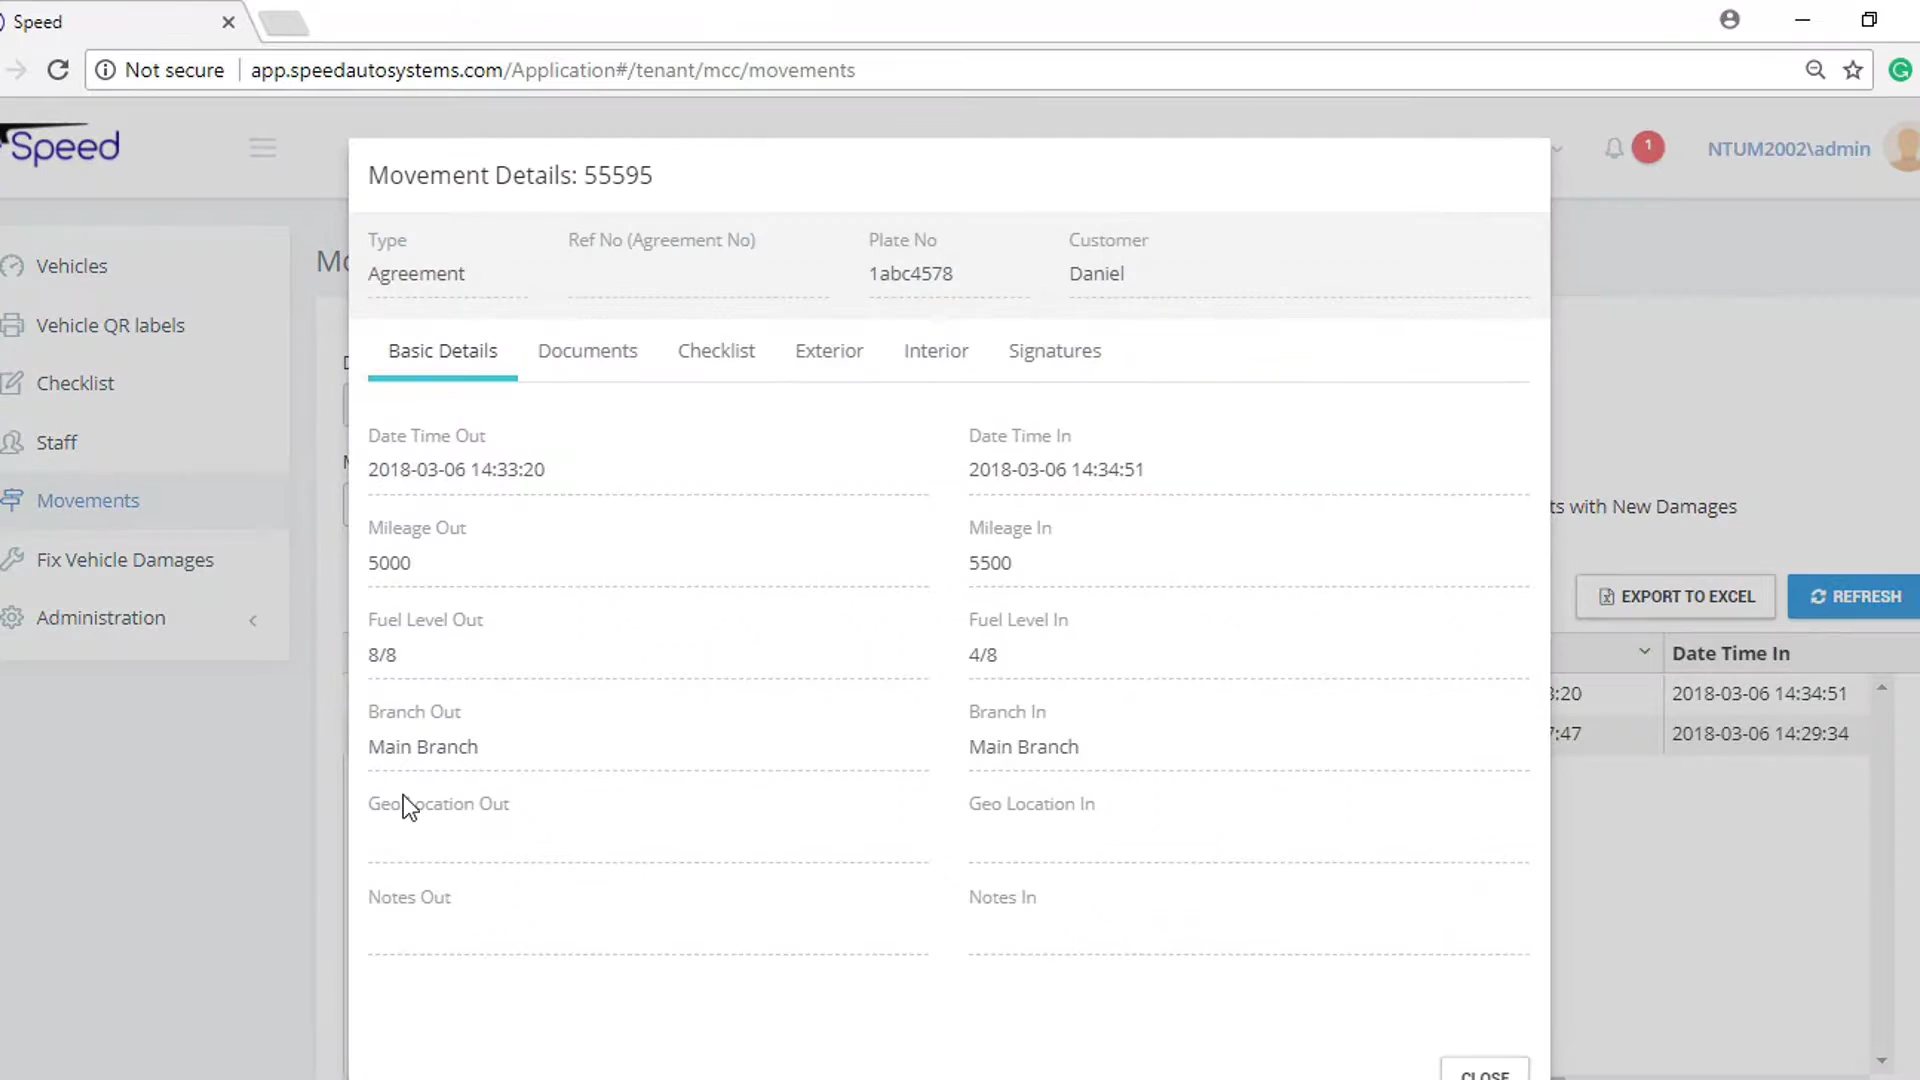 Speed
Not secure app.speedautosystems.com/Application#/tenant/mcc/movements
Speed
1
NTUM2002\admin
Vehicles
Vehicle QR labels
Checklist
Staff
Movements
Fix Vehicle Damages
Administration
Movement Details: 55595
Type Ref No (Agreement No) Plate No Customer
Agreement 1abc4578 Daniel
Basic Details Documents Checklist Exterior Interior Signatures
Date Time Out Date Time In
2018-03-06 14:33:20 2018-03-06 14:34:51
Mileage Out Mileage In
5000 5500
Fuel Level Out Fuel Level In
8/8 4/8
Branch Out Branch In
Main Branch Main Branch
Geo Location Out Geo Location In
Notes Out Notes In
CLOSE
ts with New Damages
EXPORT TO EXCEL REFRESH
Date Time In
:20 2018-03-06 14:34:51
:47 2018-03-06 14:29:34